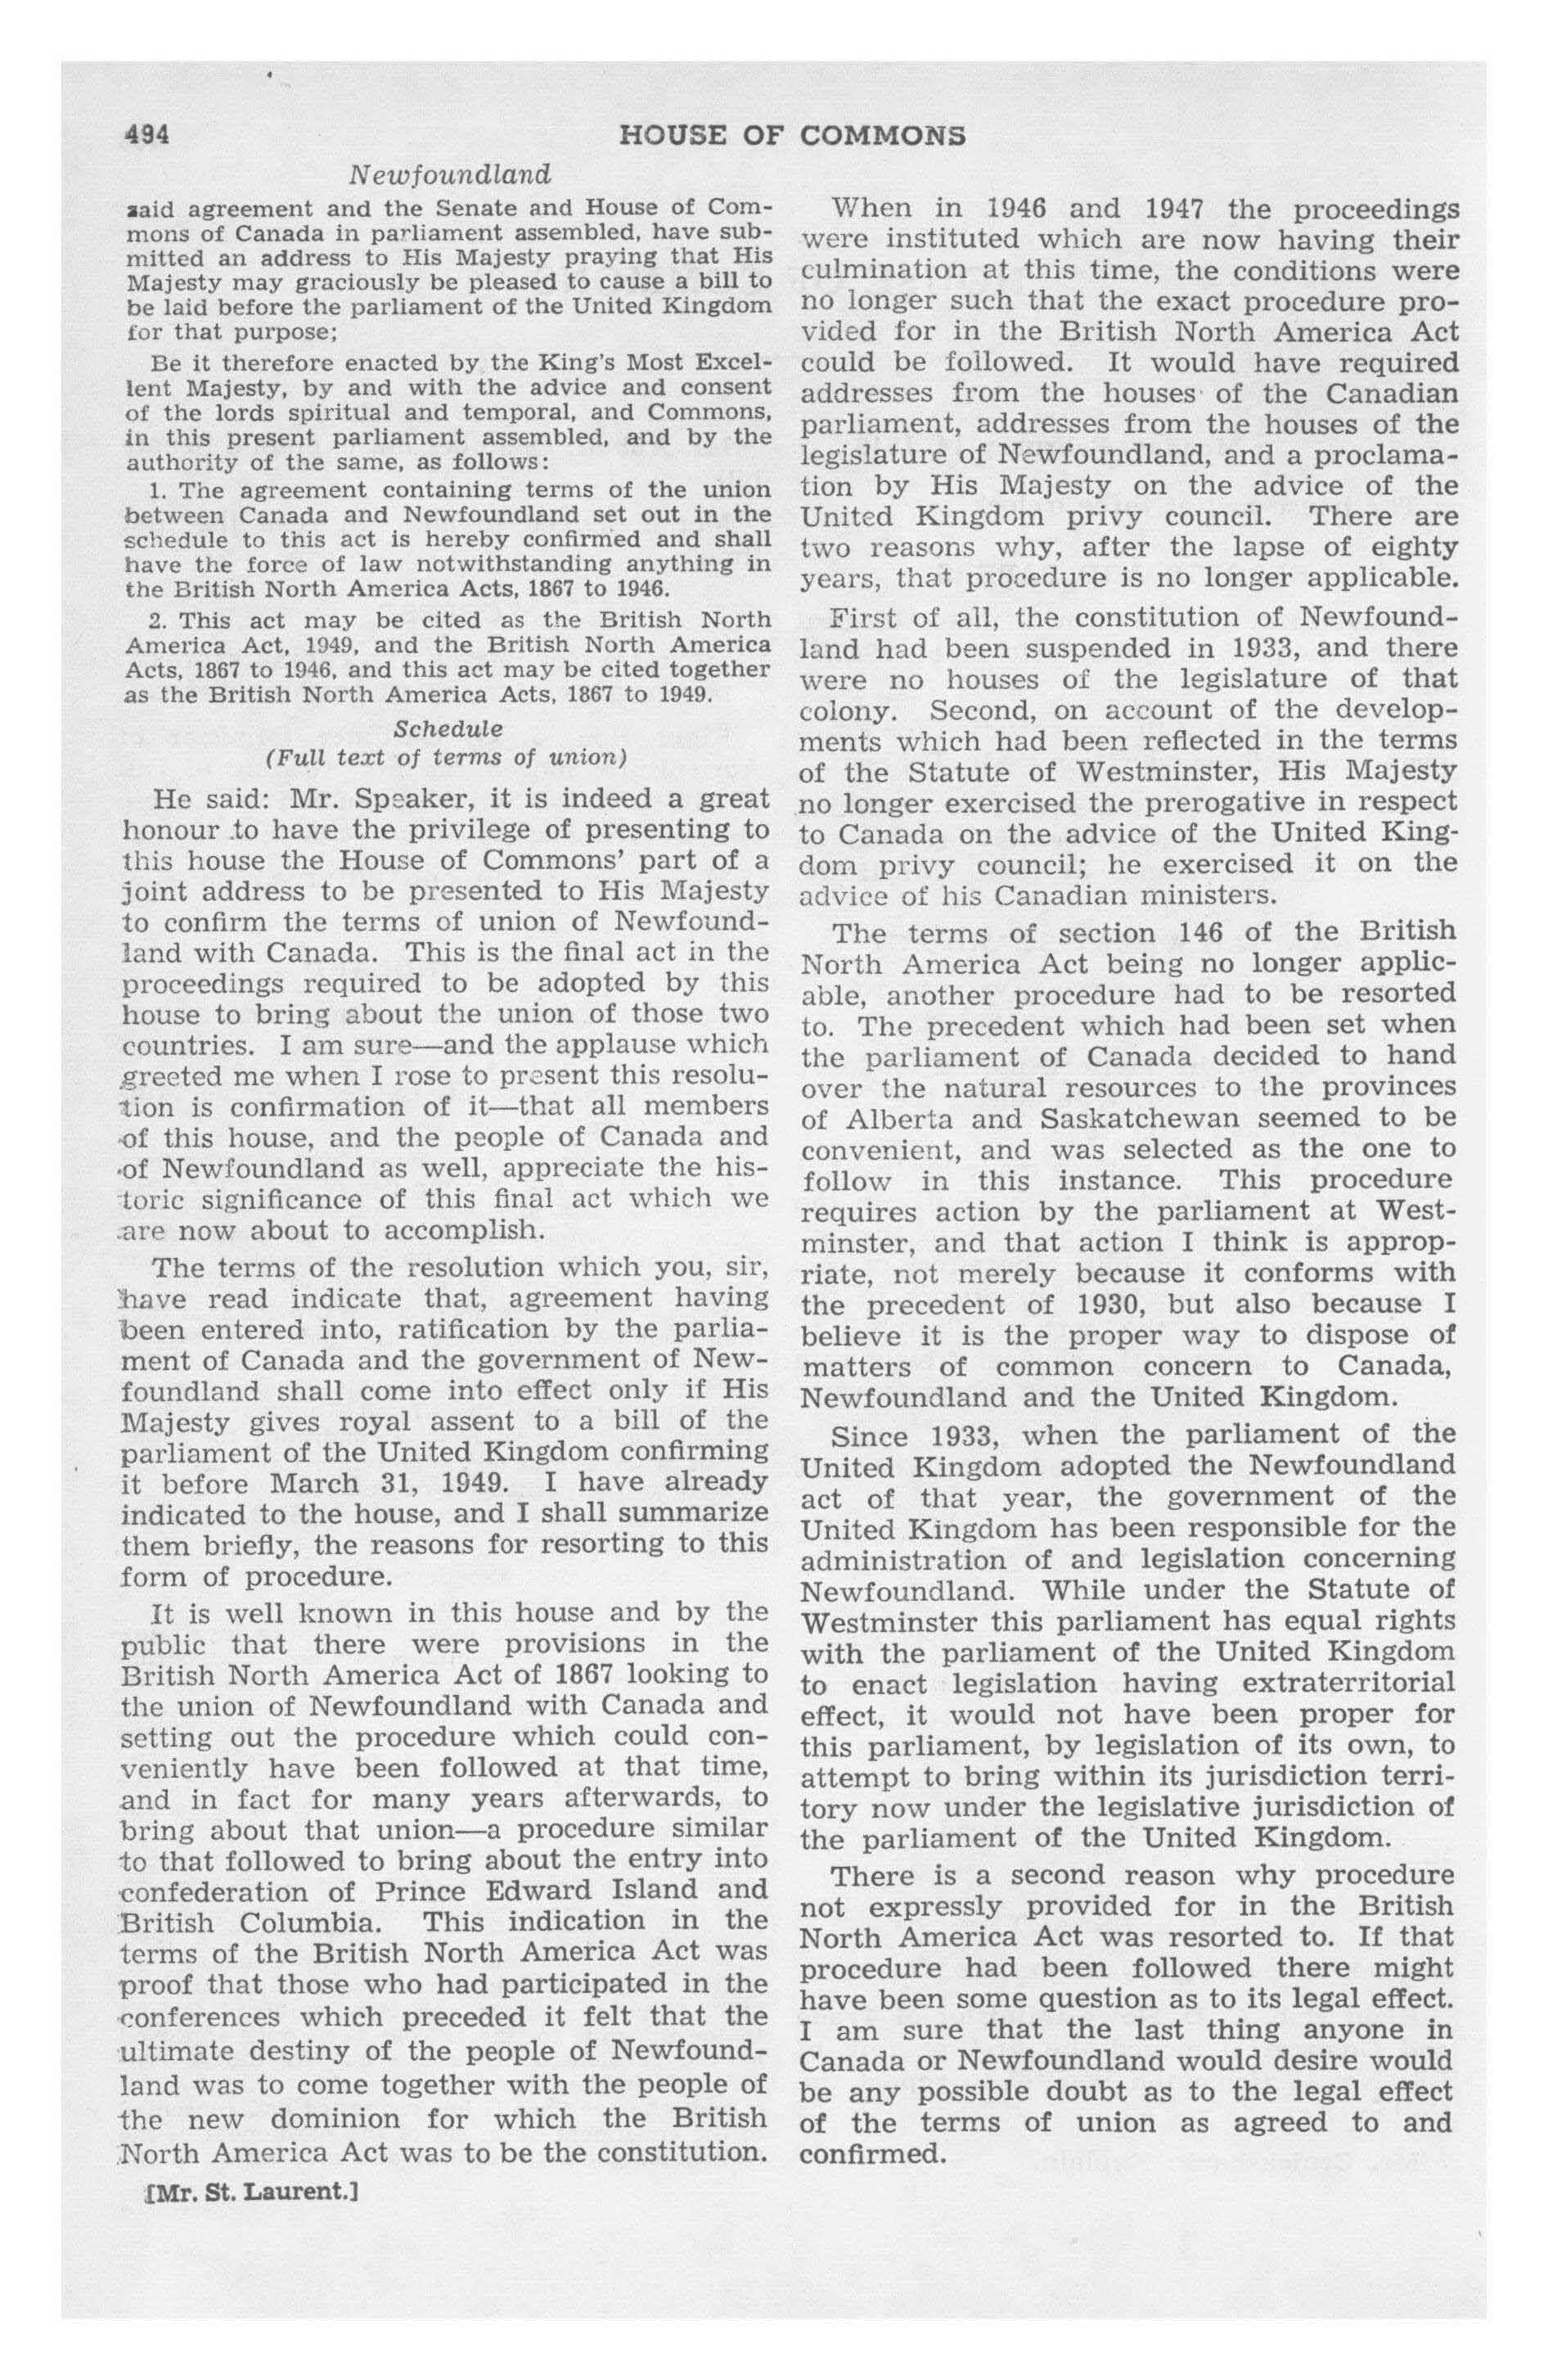 494
HOUSE OF COMMONS
Newfoundland
said agreement and the Senate and House of Com-
mons of Canada in parliament assembled, have sub-
mitted an address to His Majesty praying that His
Majesty may graciously be pleased to cause a bill to
be laid before the parliament of the United Kingdom
for that purpose;
Be it therefore enacted by the King's Most Excel-
lent Majesty, by and with the advice and consent
of the lords spiritual and temporal, and Commons,
in this present parliament assembled, and by the
authority of the same, as follows:
1. The agreement containing terms of the union
between Canada and Newfoundland set out in the
schedule to this act is hereby confirmed and shall
have the force of law notwithstanding anything in
the British North America Acts, 1867 to 1946.
2. This act may be cited as the British North
America Act, 1949, and the British North America
Acts, 1867 to 1946, and this act may be cited together
as the British North America Acts, 1867 to 1949.
Schedule
(Full text of terms of union)
He said: Mr. Speaker, it is indeed a great
honour to have the privilege of presenting to
this house the House of Commons' part of a
joint address to be presented to His Majesty
to confirm the terms of union of Newfound-
land with Canada. This is the final act in the
proceedings required to be adopted by this
house to bring about the union of those two
countries. I am sure—and the applause which
greeted me when I rose to present this resolu-
tion is confirmation of it—that all members
of this house, and the people of Canada and
of Newfoundland as well, appreciate the his-
toric significance of this final act which we
are now about to accomplish.
The terms of the resolution which you, sir,
have read indicate that, agreement having
been entered into, ratification by the parlia-
ment of Canada and the government of New-
foundland shall come into effect only if His
Majesty gives royal assent to a bill of the
parliament of the United Kingdom confirming
it before March 31, 1949. I have already
indicated to the house, and I shall summarize
them briefly, the reasons for resorting to this
form of procedure.
It is well known in this house and by the
public that there were provisions in the
British North America Act of 1867 looking to
the union of Newfoundland with Canada and
setting out the procedure which could con-
veniently have been followed at that time,
and in fact for many years afterwards, to
bring about that union—a procedure similar
to that followed to bring about the entry into
confederation of Prince Edward Island and
British Columbia. This indication in the
terms of the British North America Act was
proof that those who had participated in the
conferences which preceded it felt that the
ultimate destiny of the people of Newfound-
land was to come together with the people of
the new dominion for which the British
North America Act was to be the constitution.
[Mr. St. Laurent.]
When in 1946 and 1947 the proceedings
were instituted which are now having their
culmination at this time, the conditions were
no longer such that the exact procedure pro-
vided for in the British North America Act
could be followed. It would have required
addresses from the houses of the Canadian
parliament, addresses from the houses of the
legislature of Newfoundland, and a proclama-
tion by His Majesty on the advice of the
United Kingdom privy council. There are
two reasons why, after the lapse of eighty
years, that procedure is no longer applicable.
First of all, the constitution of Newfound-
land had been suspended in 1933, and there
were no houses of the legislature of that
colony. Second, on account of the develop-
ments which had been reflected in the terms
of the Statute of Westminster, His Majesty
no longer exercised the prerogative in respect
to Canada on the advice of the United King-
dom privy council; he exercised it on the
advice of his Canadian ministers.
The terms of section 146 of the British
North America Act being no longer applic-
able, another procedure had to be resorted
to. The precedent which had been set when
the parliament of Canada decided to hand
over the natural resources to the provinces
of Alberta and Saskatchewan seemed to be
convenient, and was selected as the one to
follow in this instance. This procedure
requires action by the parliament at West-
minster, and that action I think is approp-
riate, not merely because it conforms with
the precedent of 1930, but also because I
believe it is the proper way to dispose of
matters of common concern to Canada,
Newfoundland and the United Kingdom.
Since 1933, when the parliament of the
United Kingdom adopted the Newfoundland
act of that year, the government of the
United Kingdom has been responsible for the
administration of and legislation concerning
Newfoundland. While under the Statute of
Westminster this parliament has equal rights
with the parliament of the United Kingdom
to enact legislation having extraterritorial
effect, it would not have been proper for
this parliament, by legislation of its own, to
attempt to bring within its jurisdiction terri-
tory now under the legislative jurisdiction of
the parliament of the United Kingdom.
There is a second reason why procedure
not expressly provided for in the British
North America Act was resorted to. If that
procedure had been followed there might
have been some question as to its legal effect.
I am sure that the last thing anyone in
Canada or Newfoundland would desire would
be any possible doubt as to the legal effect
of the terms of union as agreed to and
confirmed.